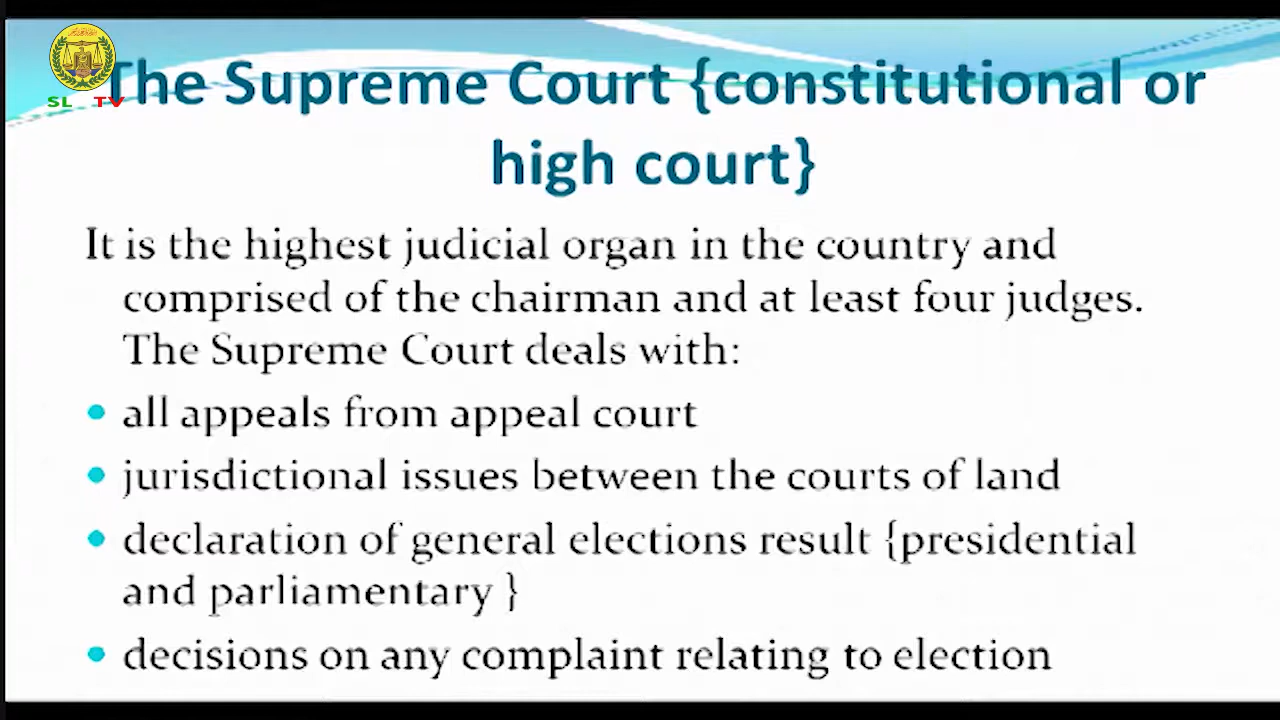 SL TV
The Supreme Court {constitutional or
high court}
It is the highest judicial organ in the country and
comprised of the chairman and at least four judges.
The Supreme Court deals with:
• all appeals from appeal court
• jurisdictional issues between the courts of land
• declaration of general elections result {presidential
and parliamentary }
• decisions on any complaint relating to election